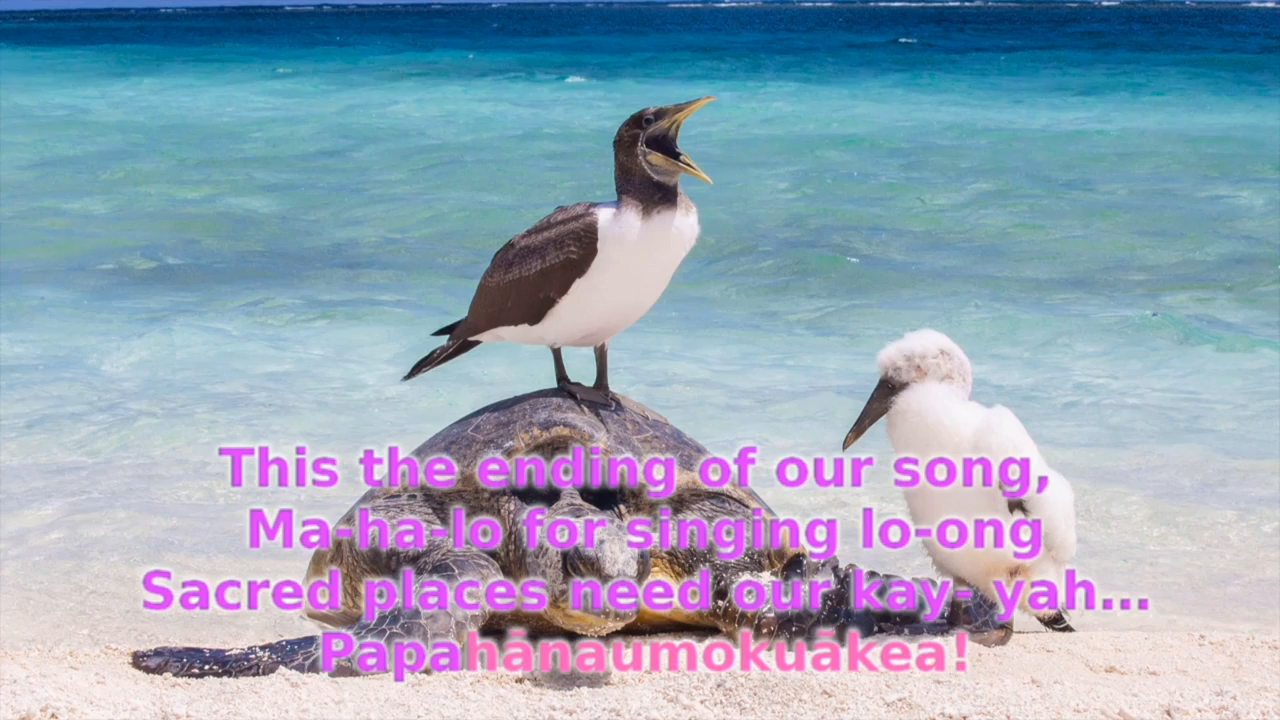 This the ending of our song,
Ma-ha-lo for singing lo-ong
Sacred places need our kay- yah...
Papahānaumokuākea!